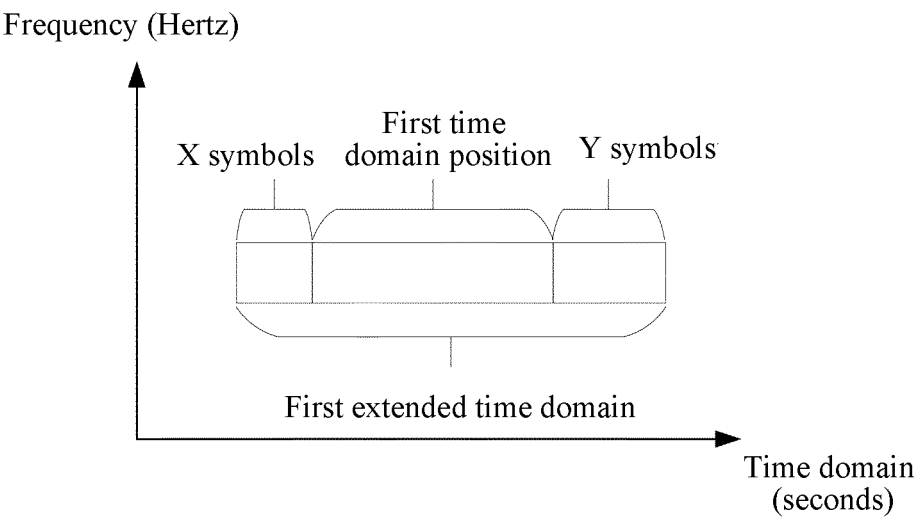 Frequency (Hertz)
First time
domain position
X symbols
Y symbols
First extended time domain
Time domain
(seconds)